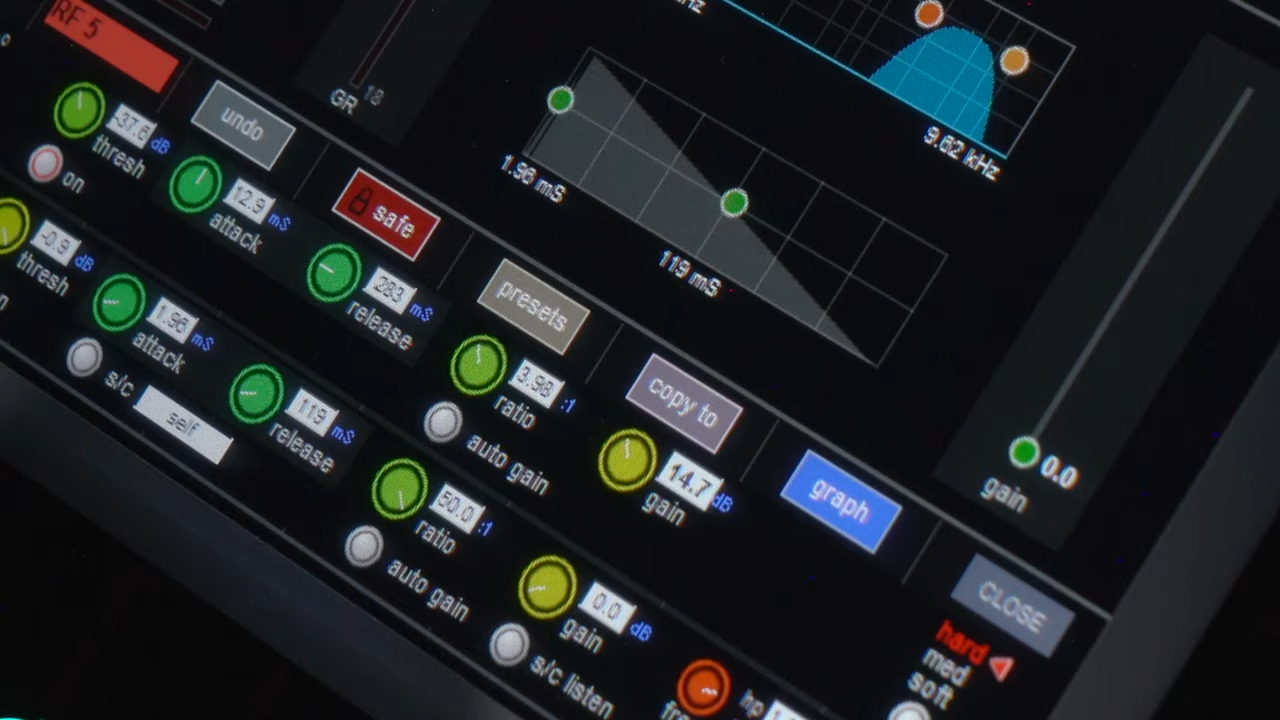 RF 5
GR 18
undo
-37.6 dB
thresh
on
12.9 mS
attack
safe
283 mS
release
presets
3.98 :1
ratio
auto gain
copy to
14.7 dB
gain
graph
CLOSE
1.96 mS
119 mS
9.62 kHz
0.0
gain
-0.9 dB
thresh
1.96 mS
attack
s/c
self
119 mS
release
50.0 :1
ratio
auto gain
0.0 dB
gain
s/c listen
hp
hard
med
soft